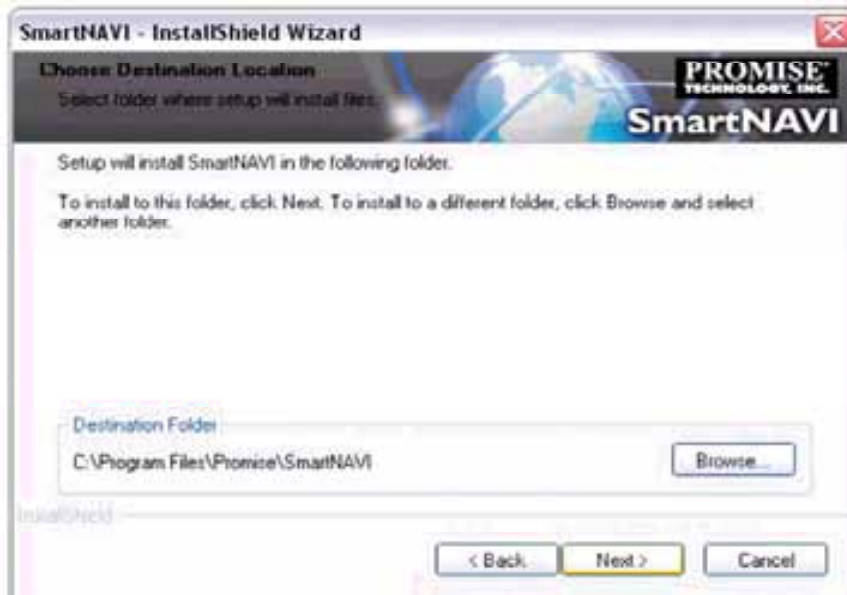 SmartNAVI - InstallShield Wizard
Choose Destination Location
Select folder where setup will install files.
PROMISE
TECHNOLOGY, INC.
SmartNAVI
Setup will install SmartNAVI in the following folder.
To install to this folder, click Next. To install to a different folder, click Browse and select
another folder.
Destination Folder
C:\Program Files\Promise\SmartNAVI
Browse...
InstallShield
< Back
Next >
Cancel